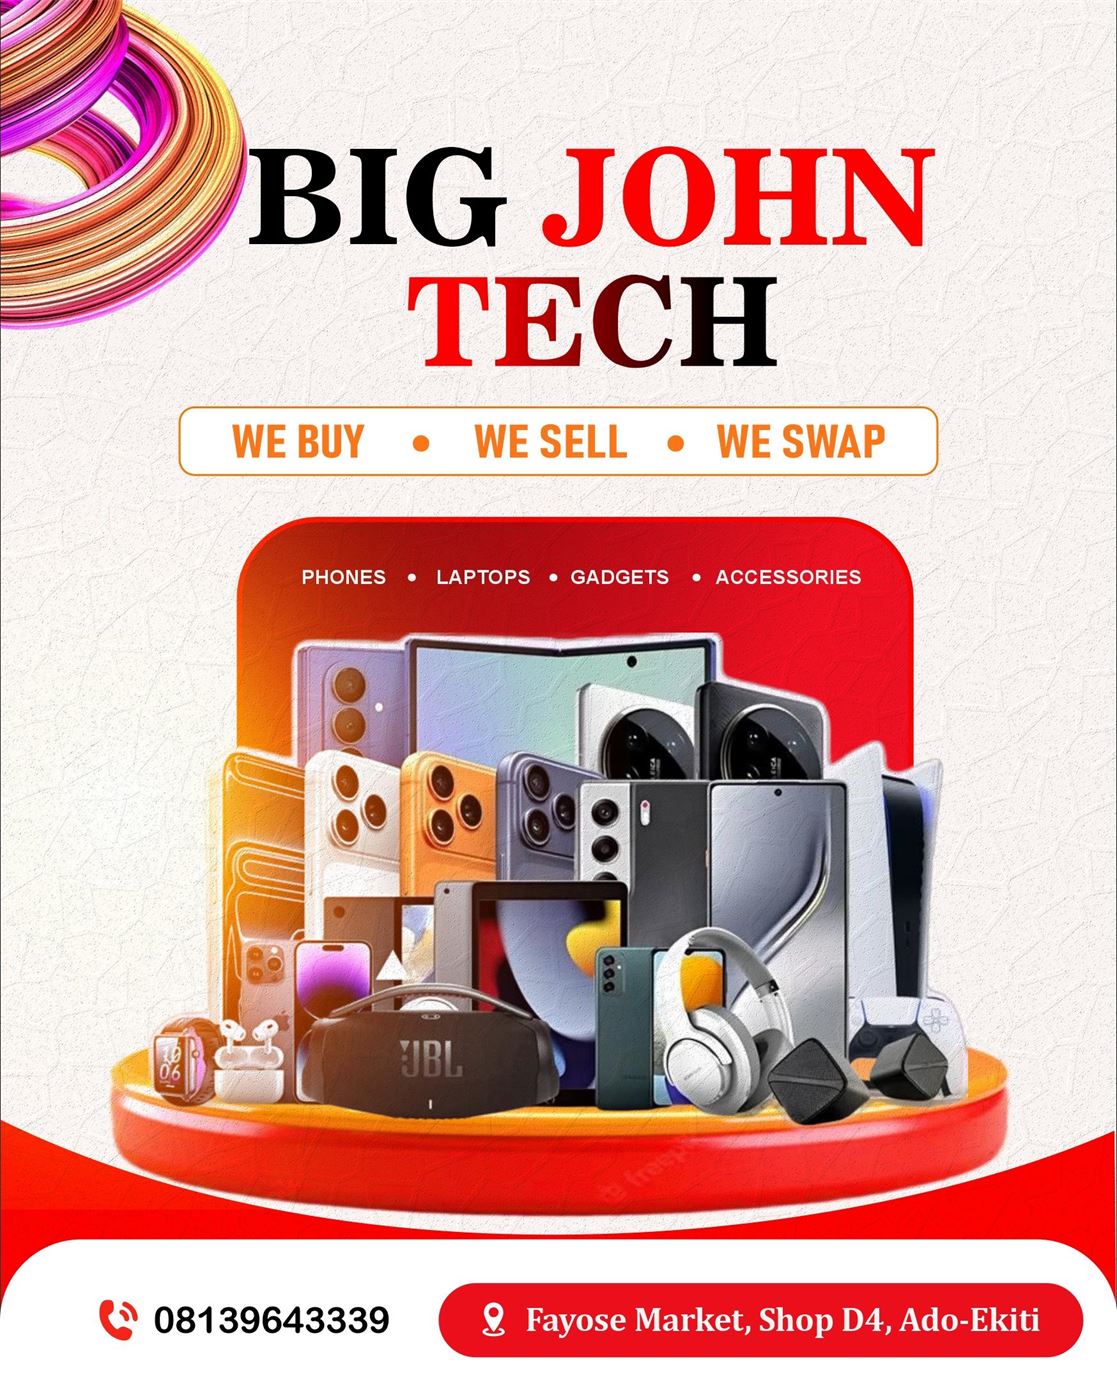 BIG JOHN
TECH
WE BUY • WE SELL • WE SWAP
PHONES • LAPTOPS • GADGETS • ACCESSORIES
JBL
08139643339
Fayose Market, Shop D4, Ado-Ekiti